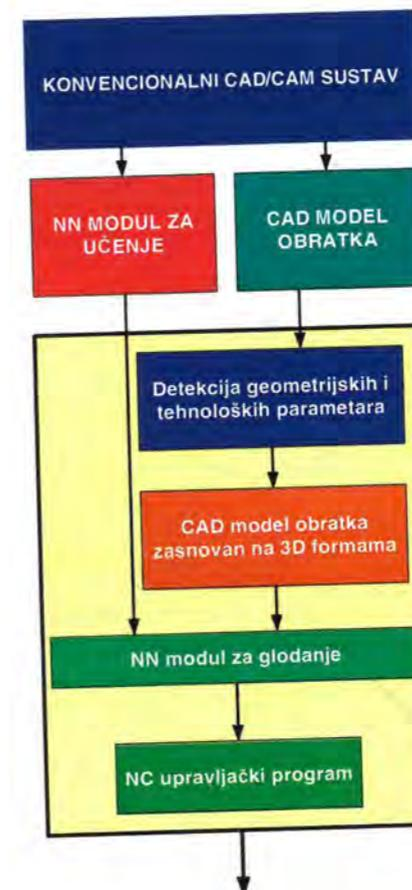 KONVENCIONALNI CAD/CAM SUSTAV
NN MODUL ZA
UČENJE
CAD MODEL
OBRATKA
Detekcija geometrijskih i
tehnoloških parametara
CAD model obratka
zasnovan na 3D formama
NN modul za glodanje
NC upravljački program